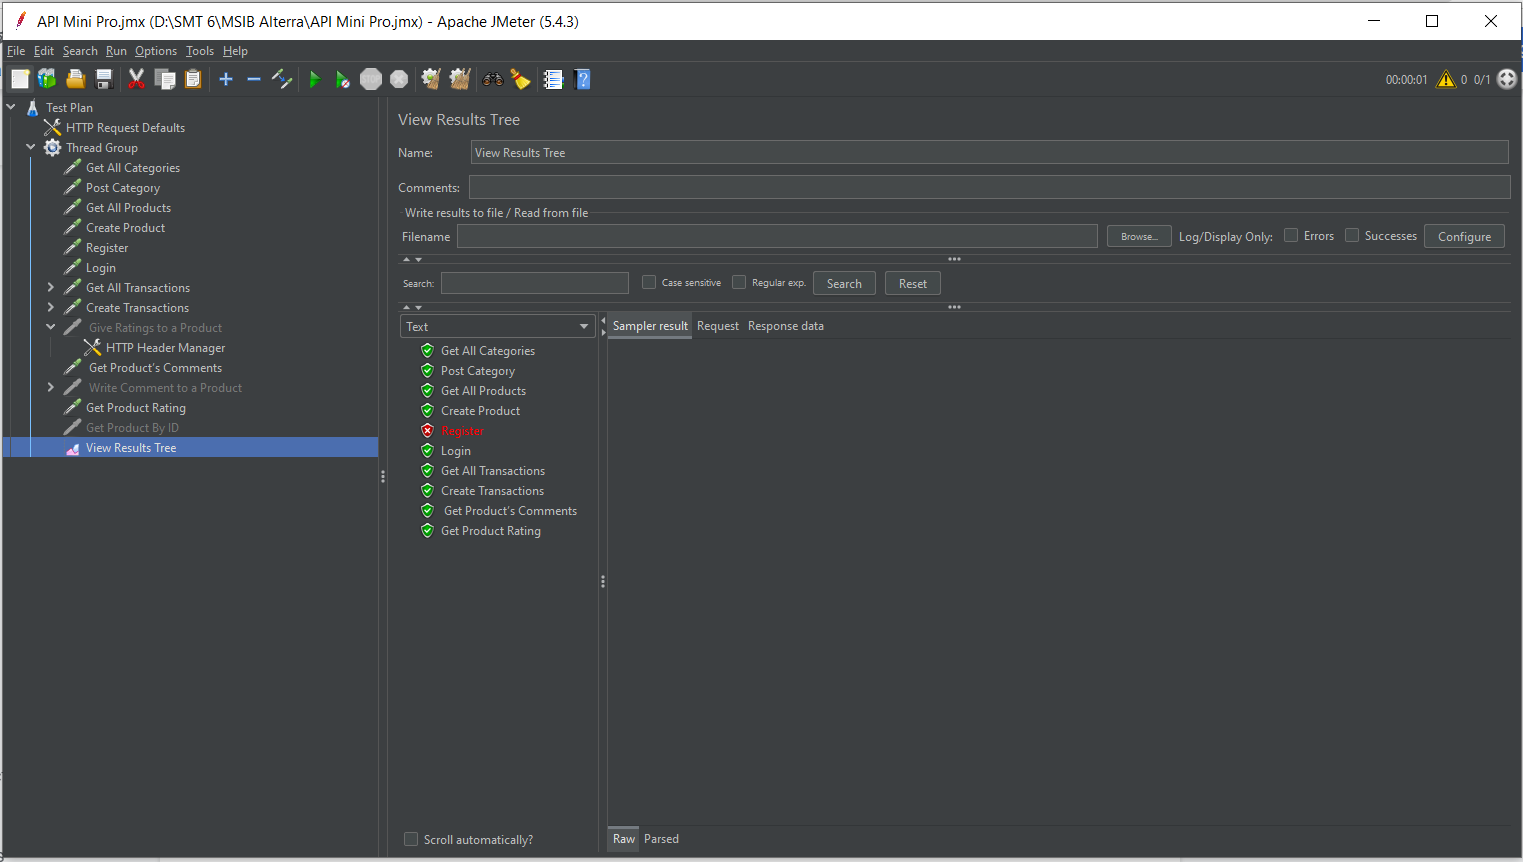 API Mini Pro.jmx (D:\SMT 6\MSIB Alterra\API Mini Pro.jmx) - Apache JMeter (5.4.3)
File Edit Search Run Options Tools Help
STOP
00:00:01 0 0/1
Test Plan
HTTP Request Defaults
Thread Group
Get All Categories
Post Category
Get All Products
Create Product
Register
Login
Get All Transactions
Create Transactions
Give Ratings to a Product
HTTP Header Manager
Get Product's Comments
Write Comment to a Product
Get Product Rating
Get Product By ID
View Results Tree
View Results Tree
Name: View Results Tree
Comments:
Write results to file / Read from file
Filename Browse... Log/Display Only: Errors Successes Configure
Search: Case sensitive Regular exp. Search Reset
Text
Get All Categories
Post Category
Get All Products
Create Product
Register
Login
Get All Transactions
Create Transactions
Get Product's Comments
Get Product Rating
Scroll automatically?
Sampler result Request Response data
Raw Parsed